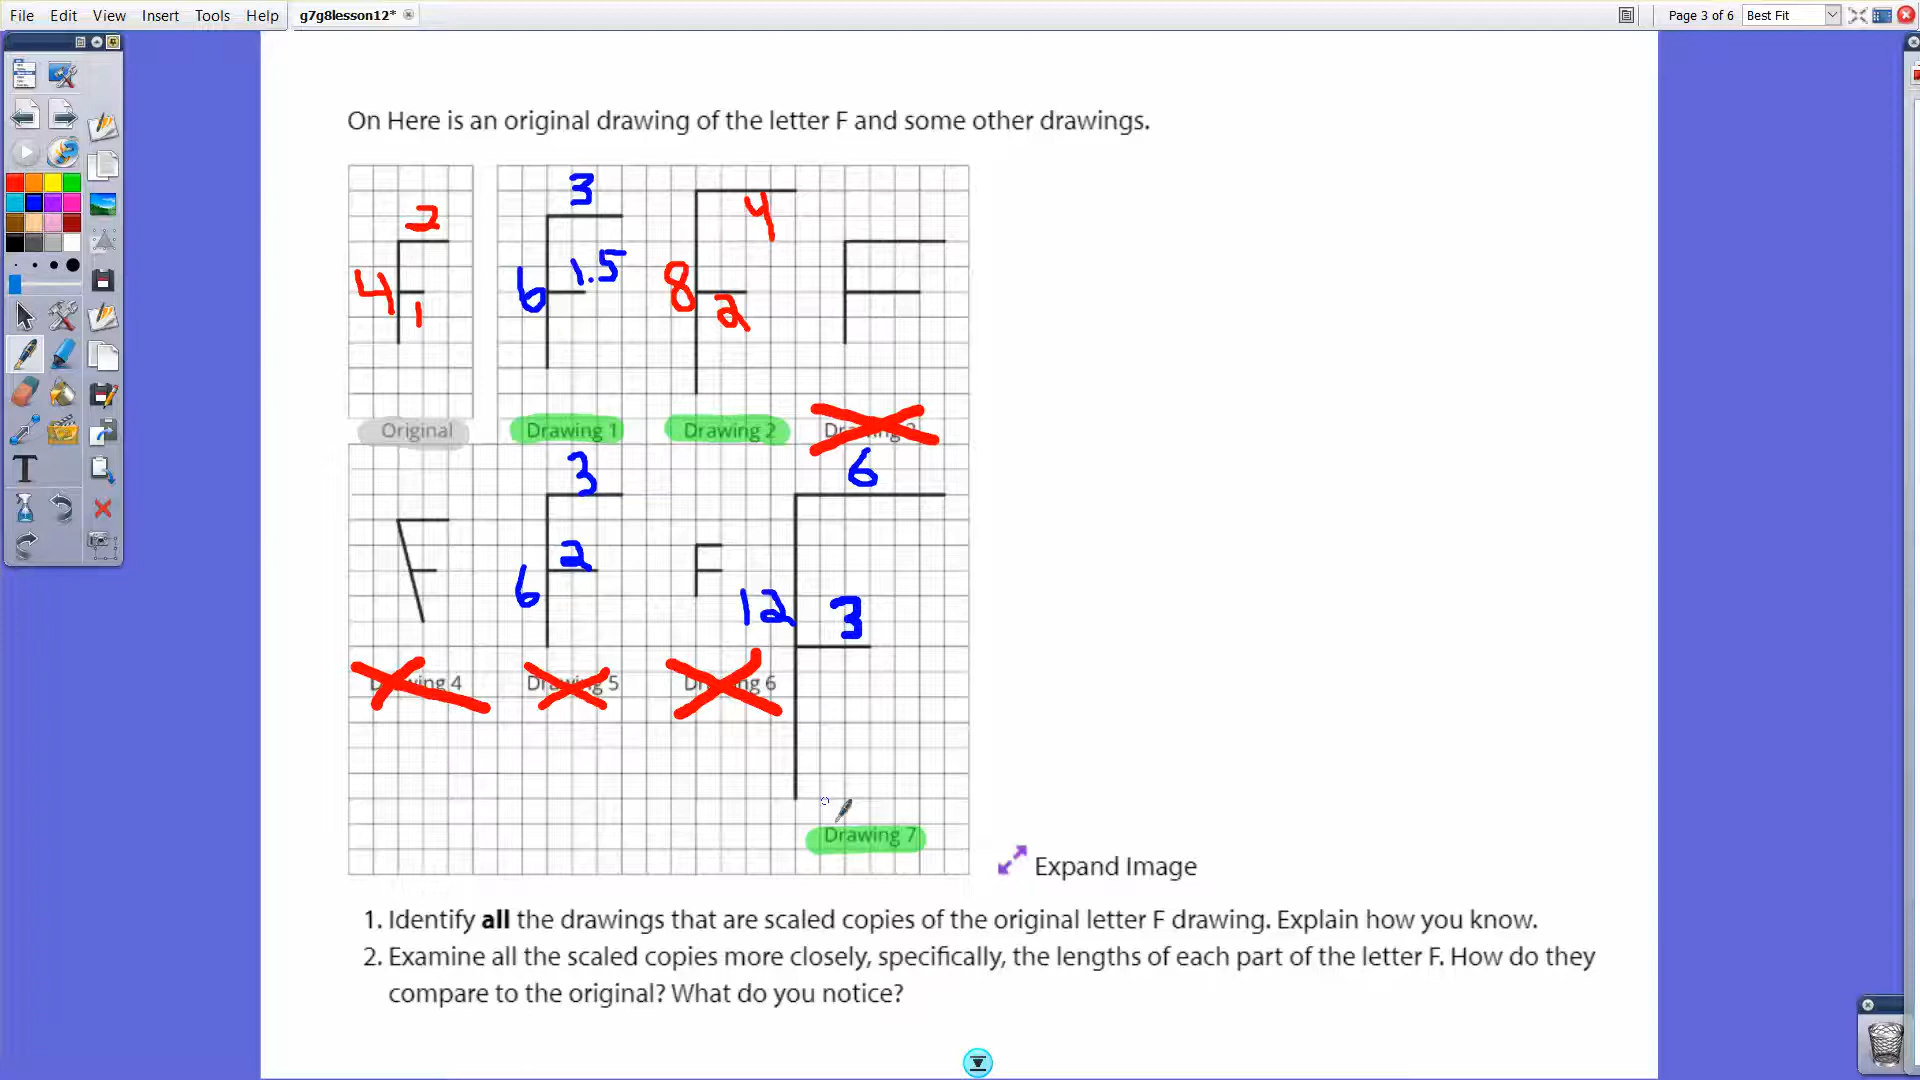 File Edit View Insert Tools Help g7g8lesson12* Page 3 of 6 Best Fit
On Here is an original drawing of the letter F and some other drawings.
3
2
4
4
1.5
6
8
1
2
Original Drawing 1 Drawing 2
3
6
2
6
12
3
Drawing 4 Drawing 5 Drawing 6
Drawing 7
Expand Image
1. Identify all the drawings that are scaled copies of the original letter F drawing. Explain how you know.
2. Examine all the scaled copies more closely, specifically, the lengths of each part of the letter F. How do they
compare to the original? What do you notice?